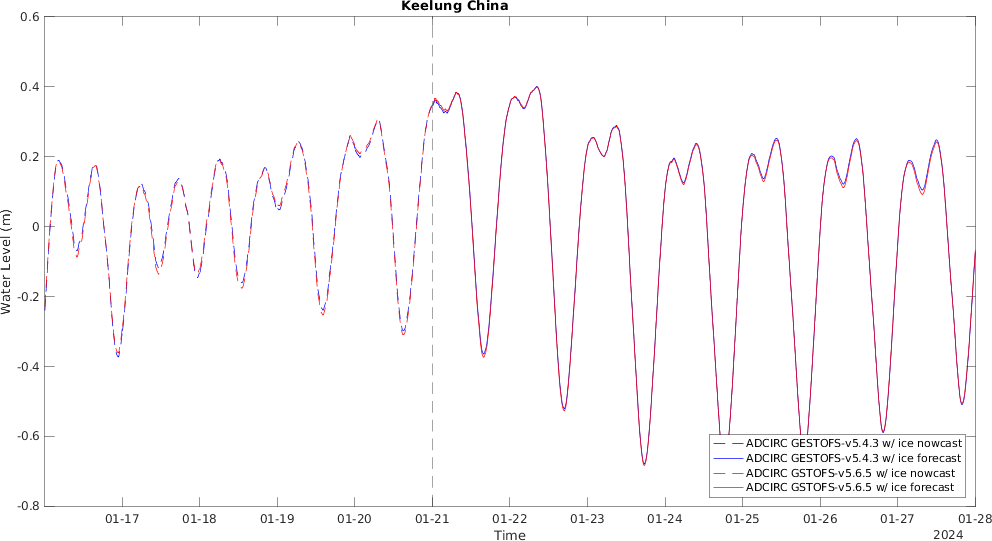 Keelung China
0.6
0.4
0.2
0
-0.2
-0.4
-0.6
-0.8
Water Level (m)
ADCIRC GESTOFS-v5.4.3 w/ ice nowcast
ADCIRC GESTOFS-v5.4.3 w/ ice forecast
ADCIRC GSTOFS-v5.6.5 w/ ice nowcast
ADCIRC GSTOFS-v5.6.5 w/ ice forecast
01-17 01-18 01-19 01-20 01-21 01-22 01-23 01-24 01-25 01-26 01-27 01-28
Time
2024